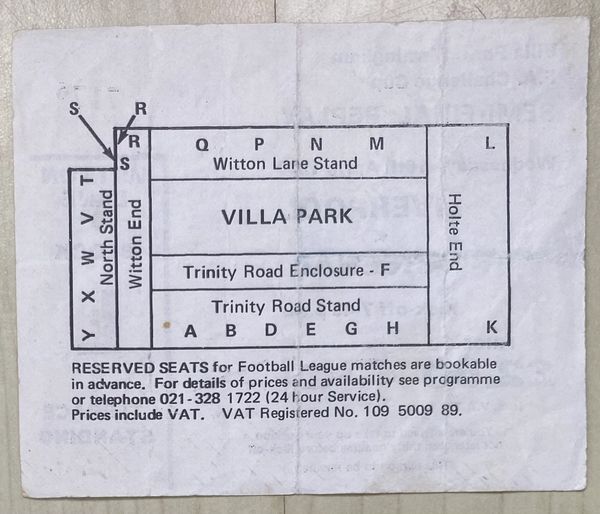 S R
R Q P N M L
S Witton Lane Stand
T
V
W
X
Y
North Stand
Witton End
VILLA PARK
Holte End
Trinity Road Enclosure - F
Trinity Road Stand
A B D E G H K
RESERVED SEATS for Football League matches are bookable
in advance. For details of prices and availability see programme
or telephone 021-328 1722 (24 hour Service).
Prices include VAT. VAT Registered No. 109 5009 89.